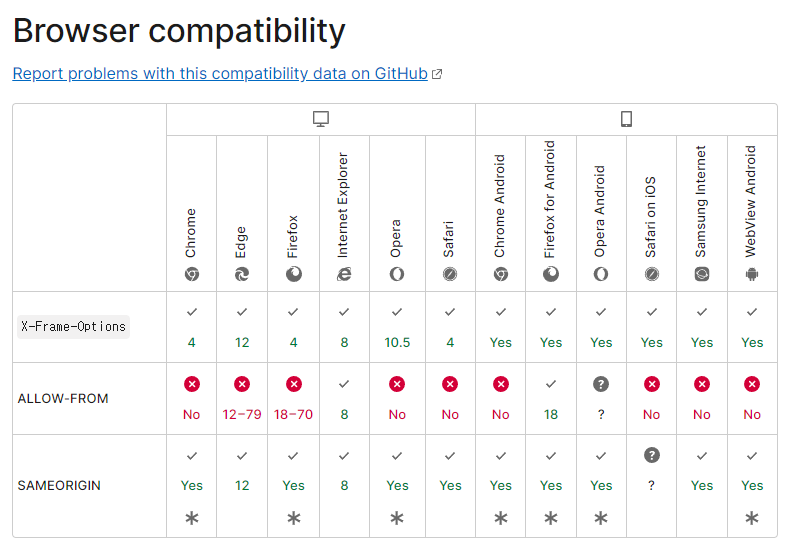 Browser compatibility
Report problems with this compatibility data on GitHub
Chrome
Edge
Firefox
Internet Explorer
Opera
Safari
Chrome Android
Firefox for Android
Opera Android
Safari on iOS
Samsung Internet
WebView Android
X-Frame-Options 4 12 4 8 10.5 4 Yes Yes Yes Yes Yes Yes
ALLOW-FROM No 12–79 18–70 8 No No No 18 ? No No No
SAMEORIGIN Yes 12 Yes 8 Yes Yes Yes Yes Yes ? Yes Yes
* * * * * * *